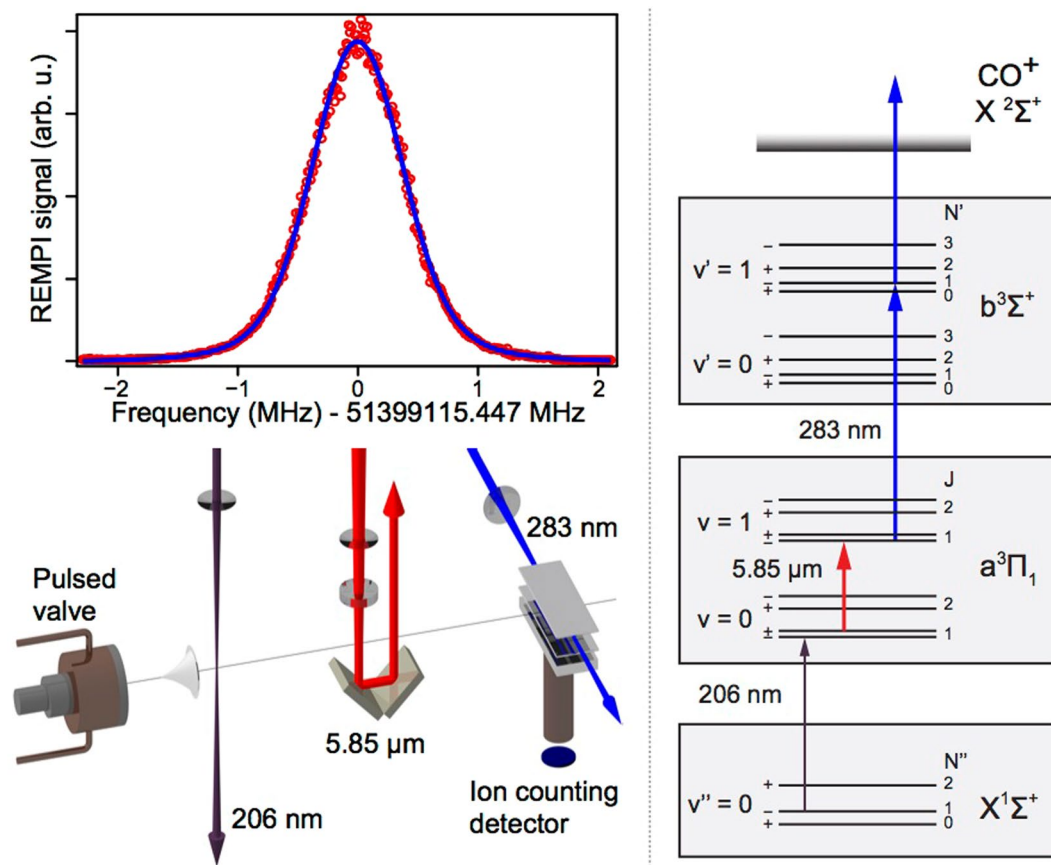 REMPI signal (arb. u.)
−2 −1 0 1 2
Frequency (MHz) - 51399115.447 MHz
Pulsed
valve
206 nm
5.85 µm
283 nm
Ion counting
detector
CO⁺
X ²Σ⁺
N'
− 3
v' = 1
+ 2
− 1
+ 0
b³Σ⁺
− 3
v' = 0
+ 2
− 1
+ 0
283 nm
J
−
+ 2
v = 1
±
± 1
5.85 µm
a³Π₁
−
+ 2
v = 0
± 1
206 nm
N"
+ 2
v" = 0
− 1
+ 0
X¹Σ⁺